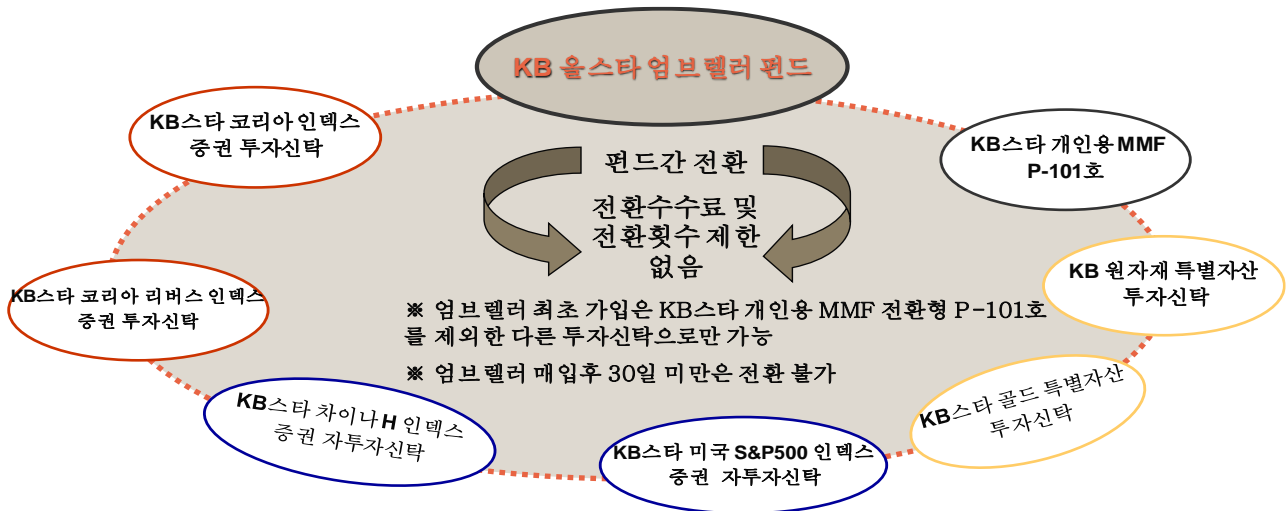 KB 올스타 엄브렐러 펀드
KB스타 코리아 인덱스
증권 투자신탁
KB스타 개인용 MMF
P-101호
펀드간 전환
전환수수료 및
전환횟수 제한
없음
KB 원자재 특별자산
투자신탁
KB스타 코리아 리버스 인덱스
증권 투자신탁
※ 엄브렐러 최초 가입은 KB스타 개인용 MMF 전환형 P-101호
를 제외한 다른 투자신탁으로만 가능
※ 엄브렐러 매입후 30일 미만은 전환 불가
KB스타 골드 특별자산
투자신탁
KB스타 차이나 H 인덱스
증권 자투자신탁
KB스타 미국 S&P500 인덱스
증권 자투자신탁